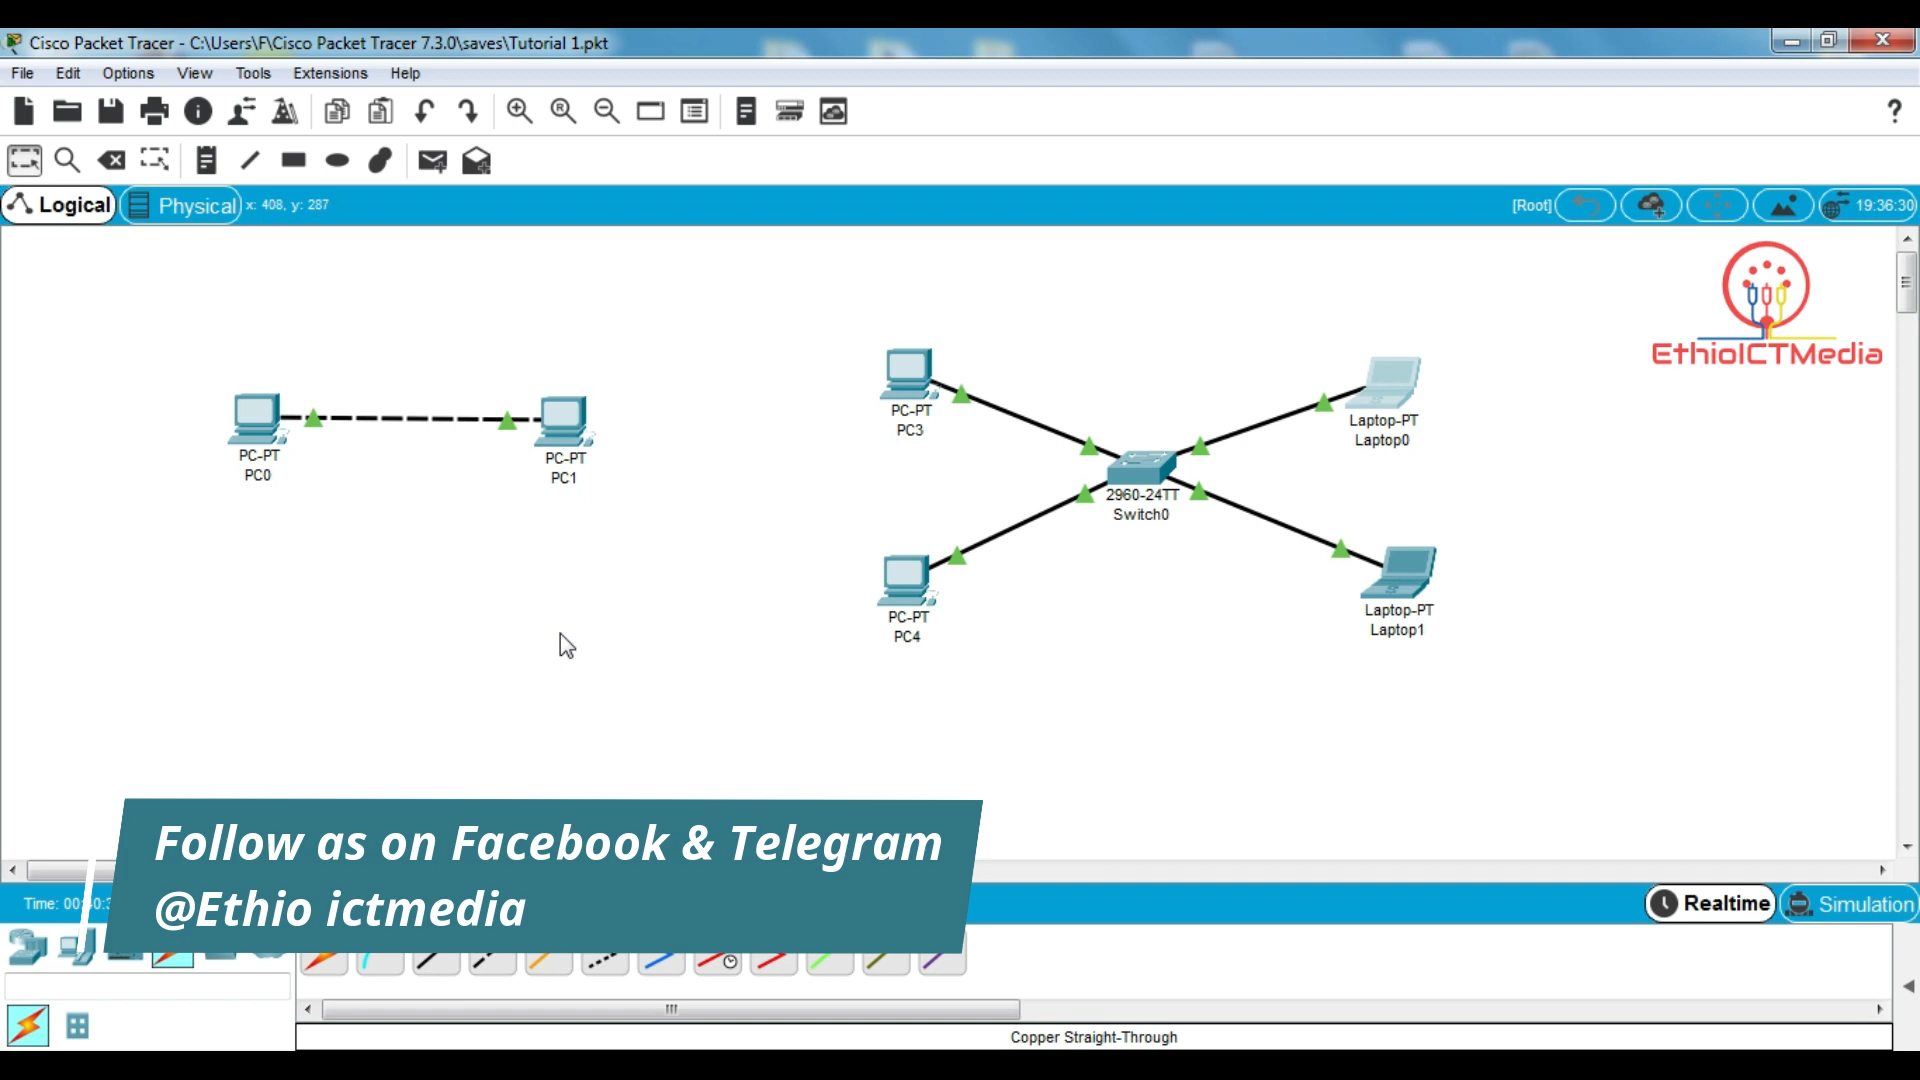 Cisco Packet Tracer - C:\Users\F\Cisco Packet Tracer 7.3.0\saves\Tutorial 1.pkt
File Edit Options View Tools Extensions Help
Logical Physical x: 408, y: 287 [Root] 19:36:30
EthioICTMedia
PC-PT
PC0
PC-PT
PC1
PC-PT
PC3
Laptop-PT
Laptop0
2960-24TT
Switch0
PC-PT
PC4
Laptop-PT
Laptop1
Follow as on Facebook & Telegram
@Ethio ictmedia
Time: Realtime Simulation
Copper Straight-Through